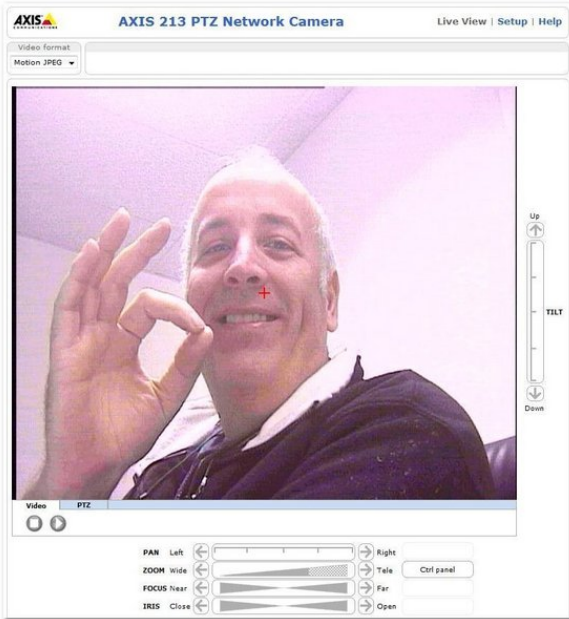 AXIS
COMMUNICATIONS
AXIS 213 PTZ Network Camera
Live View | Setup | Help
Video format
Motion JPEG
Up
TILT
Down
Video PTZ
PAN Left Right
ZOOM Wide Tele Ctrl panel
FOCUS Near Far
IRIS Close Open